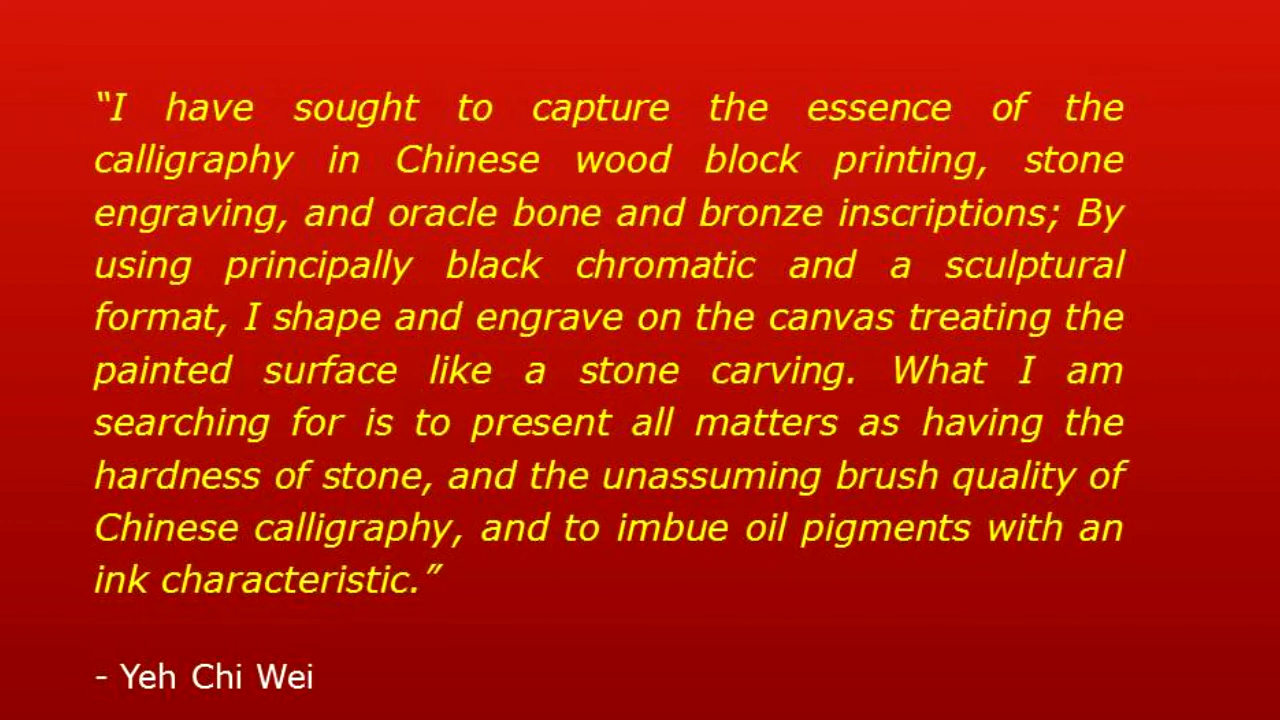 “I have sought to capture the essence of the
calligraphy in Chinese wood block printing, stone
engraving, and oracle bone and bronze inscriptions; By
using principally black chromatic and a sculptural
format, I shape and engrave on the canvas treating the
painted surface like a stone carving. What I am
searching for is to present all matters as having the
hardness of stone, and the unassuming brush quality of
Chinese calligraphy, and to imbue oil pigments with an
ink characteristic.”
- Yeh Chi Wei